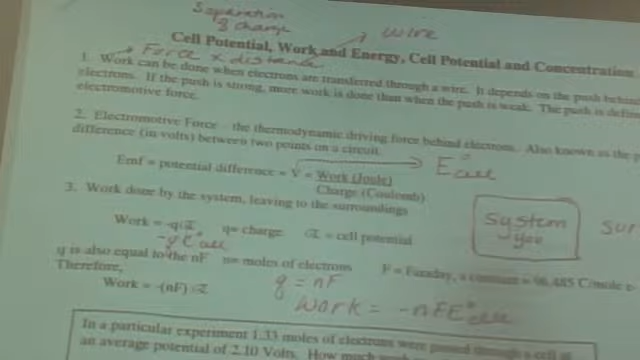 Separation
of charge
wire
Cell Potential, Work and Energy, Cell Potential and Concentration
Force x distance
1. Work can be done when electrons are transferred through a wire. It depends on the push behind
electrons. If the push is strong, more work is done than when the push is weak. The push is defin
electromotive force.
2. Electromotive Force – the thermodynamic driving force behind electrons. Also known as the p
difference (in volts) between two points on a circuit.
Emf = potential difference = V = Work (Joule)
Charge (Coulomb)
E°cell
3. Work done by the system, leaving to the surroundings
Work = -qℰ q= charge ℰ = cell potential
-qE°cell
System
-you
sur
q is also equal to the nF n= moles of electrons F = Faraday, a constant = 96,485 C/mole e-
Therefore,
q = nF
Work = -(nF) ℰ
work = -nFE°cell
In a particular experiment 1.33 moles of electrons were passed through a cell
an average potential of 2.10 Volts. How much work